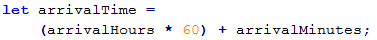 let arrivalTime =
(arrivalHours * 60) + arrivalMinutes;